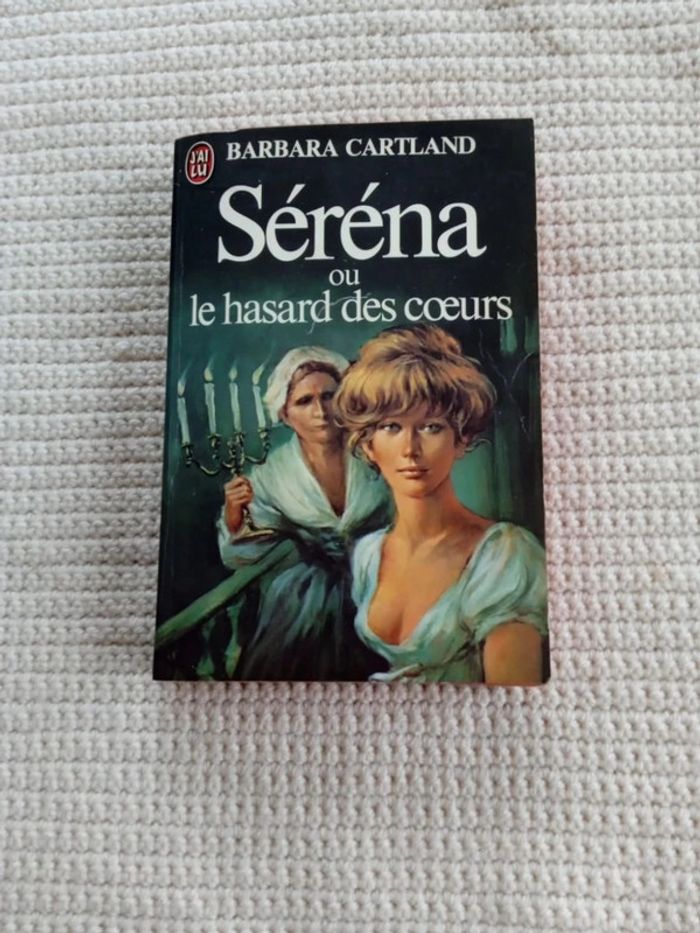 J'AI
LU
BARBARA CARTLAND
Séréna
ou
le hasard des cœurs